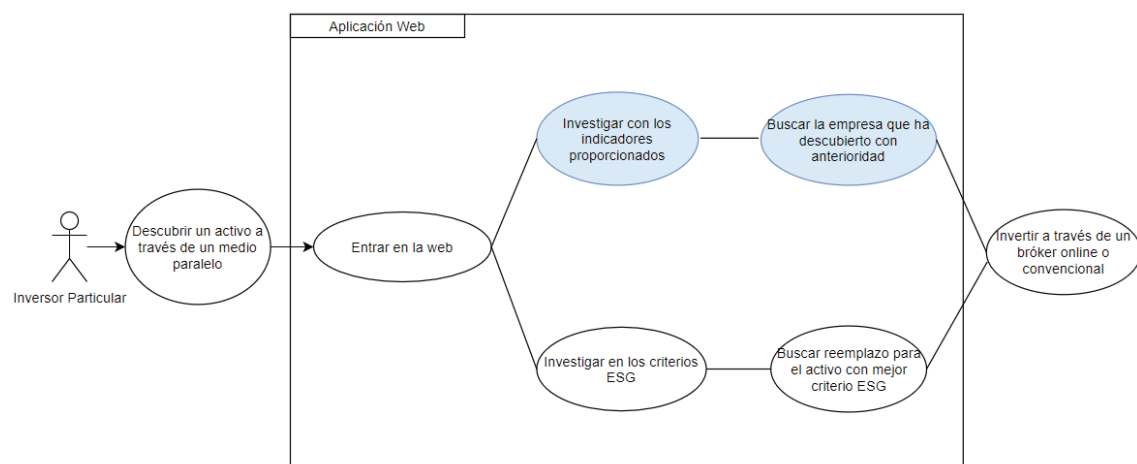 Aplicación Web
Investigar con los
indicadores
proporcionados
Buscar la empresa que ha
descubierto con
anterioridad
Descubrir un activo a
través de un medio
paralelo
Entrar en la web
Invertir a través de un
bróker online o
convencional
Inversor Particular
Investigar en los criterios
ESG
Buscar reemplazo para
el activo con mejor
criterio ESG